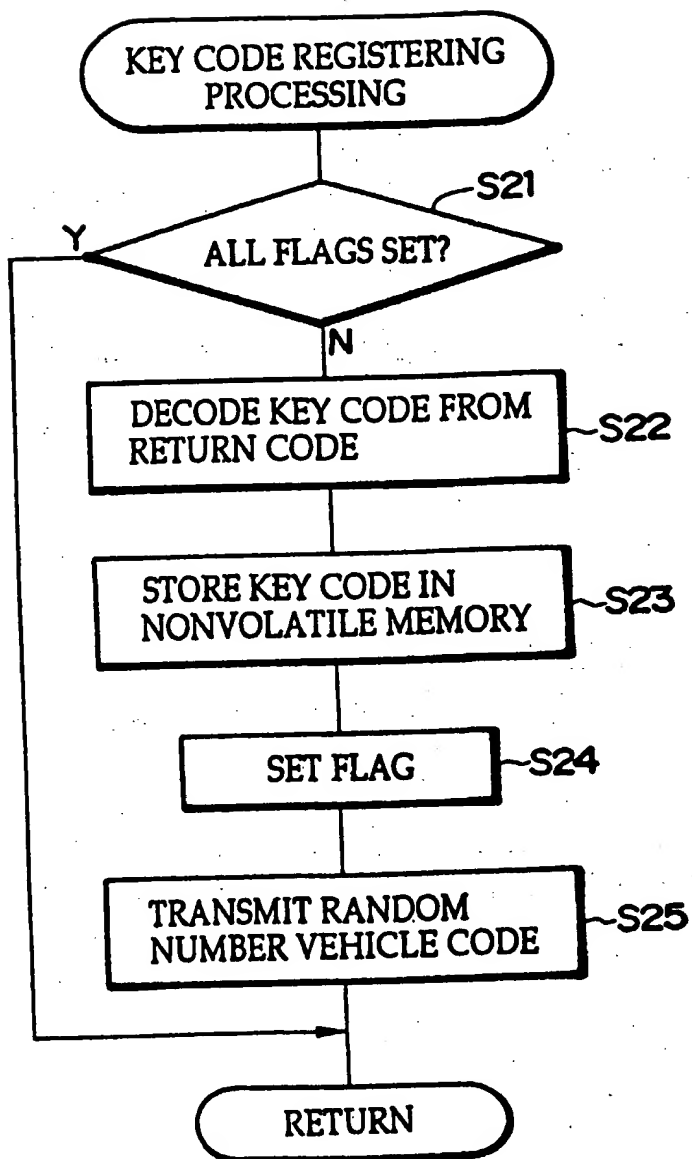 KEY CODE REGISTERING
PROCESSING
S21
Y
ALL FLAGS SET?
N
DECODE KEY CODE FROM
RETURN CODE
S22
STORE KEY CODE IN
NONVOLATILE MEMORY
S23
SET FLAG
S24
TRANSMIT RANDOM
NUMBER VEHICLE CODE
S25
RETURN